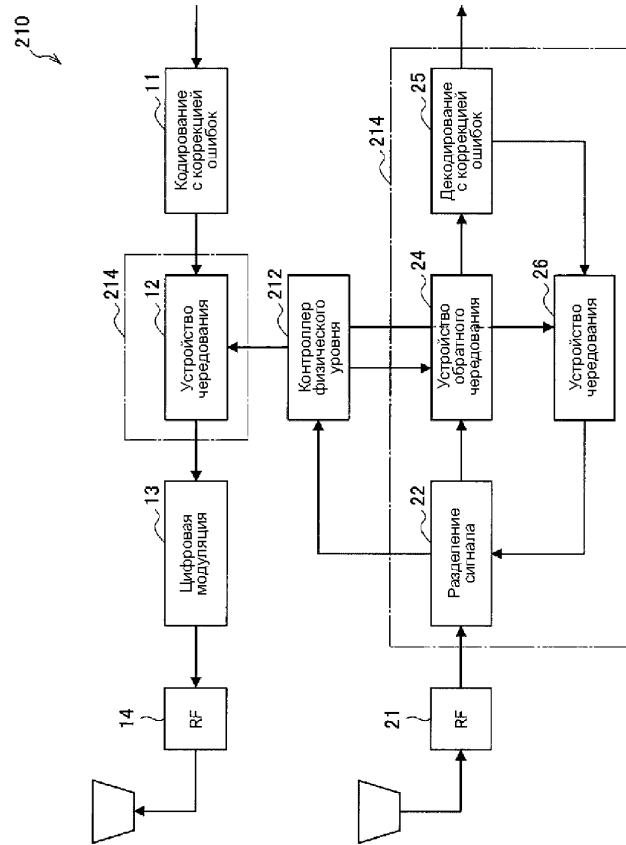 210
11
Кодирование
с коррекцией
ошибок
214
12
Устройство
чередования
13
Цифровая
модуляция
14
RF
212
Контроллер
физического
уровня
214
25
Декодирование
с коррекцией
ошибок
24
Устройство
обратного
чередования
26
Устройство
чередования
22
Разделение
сигнала
21
RF